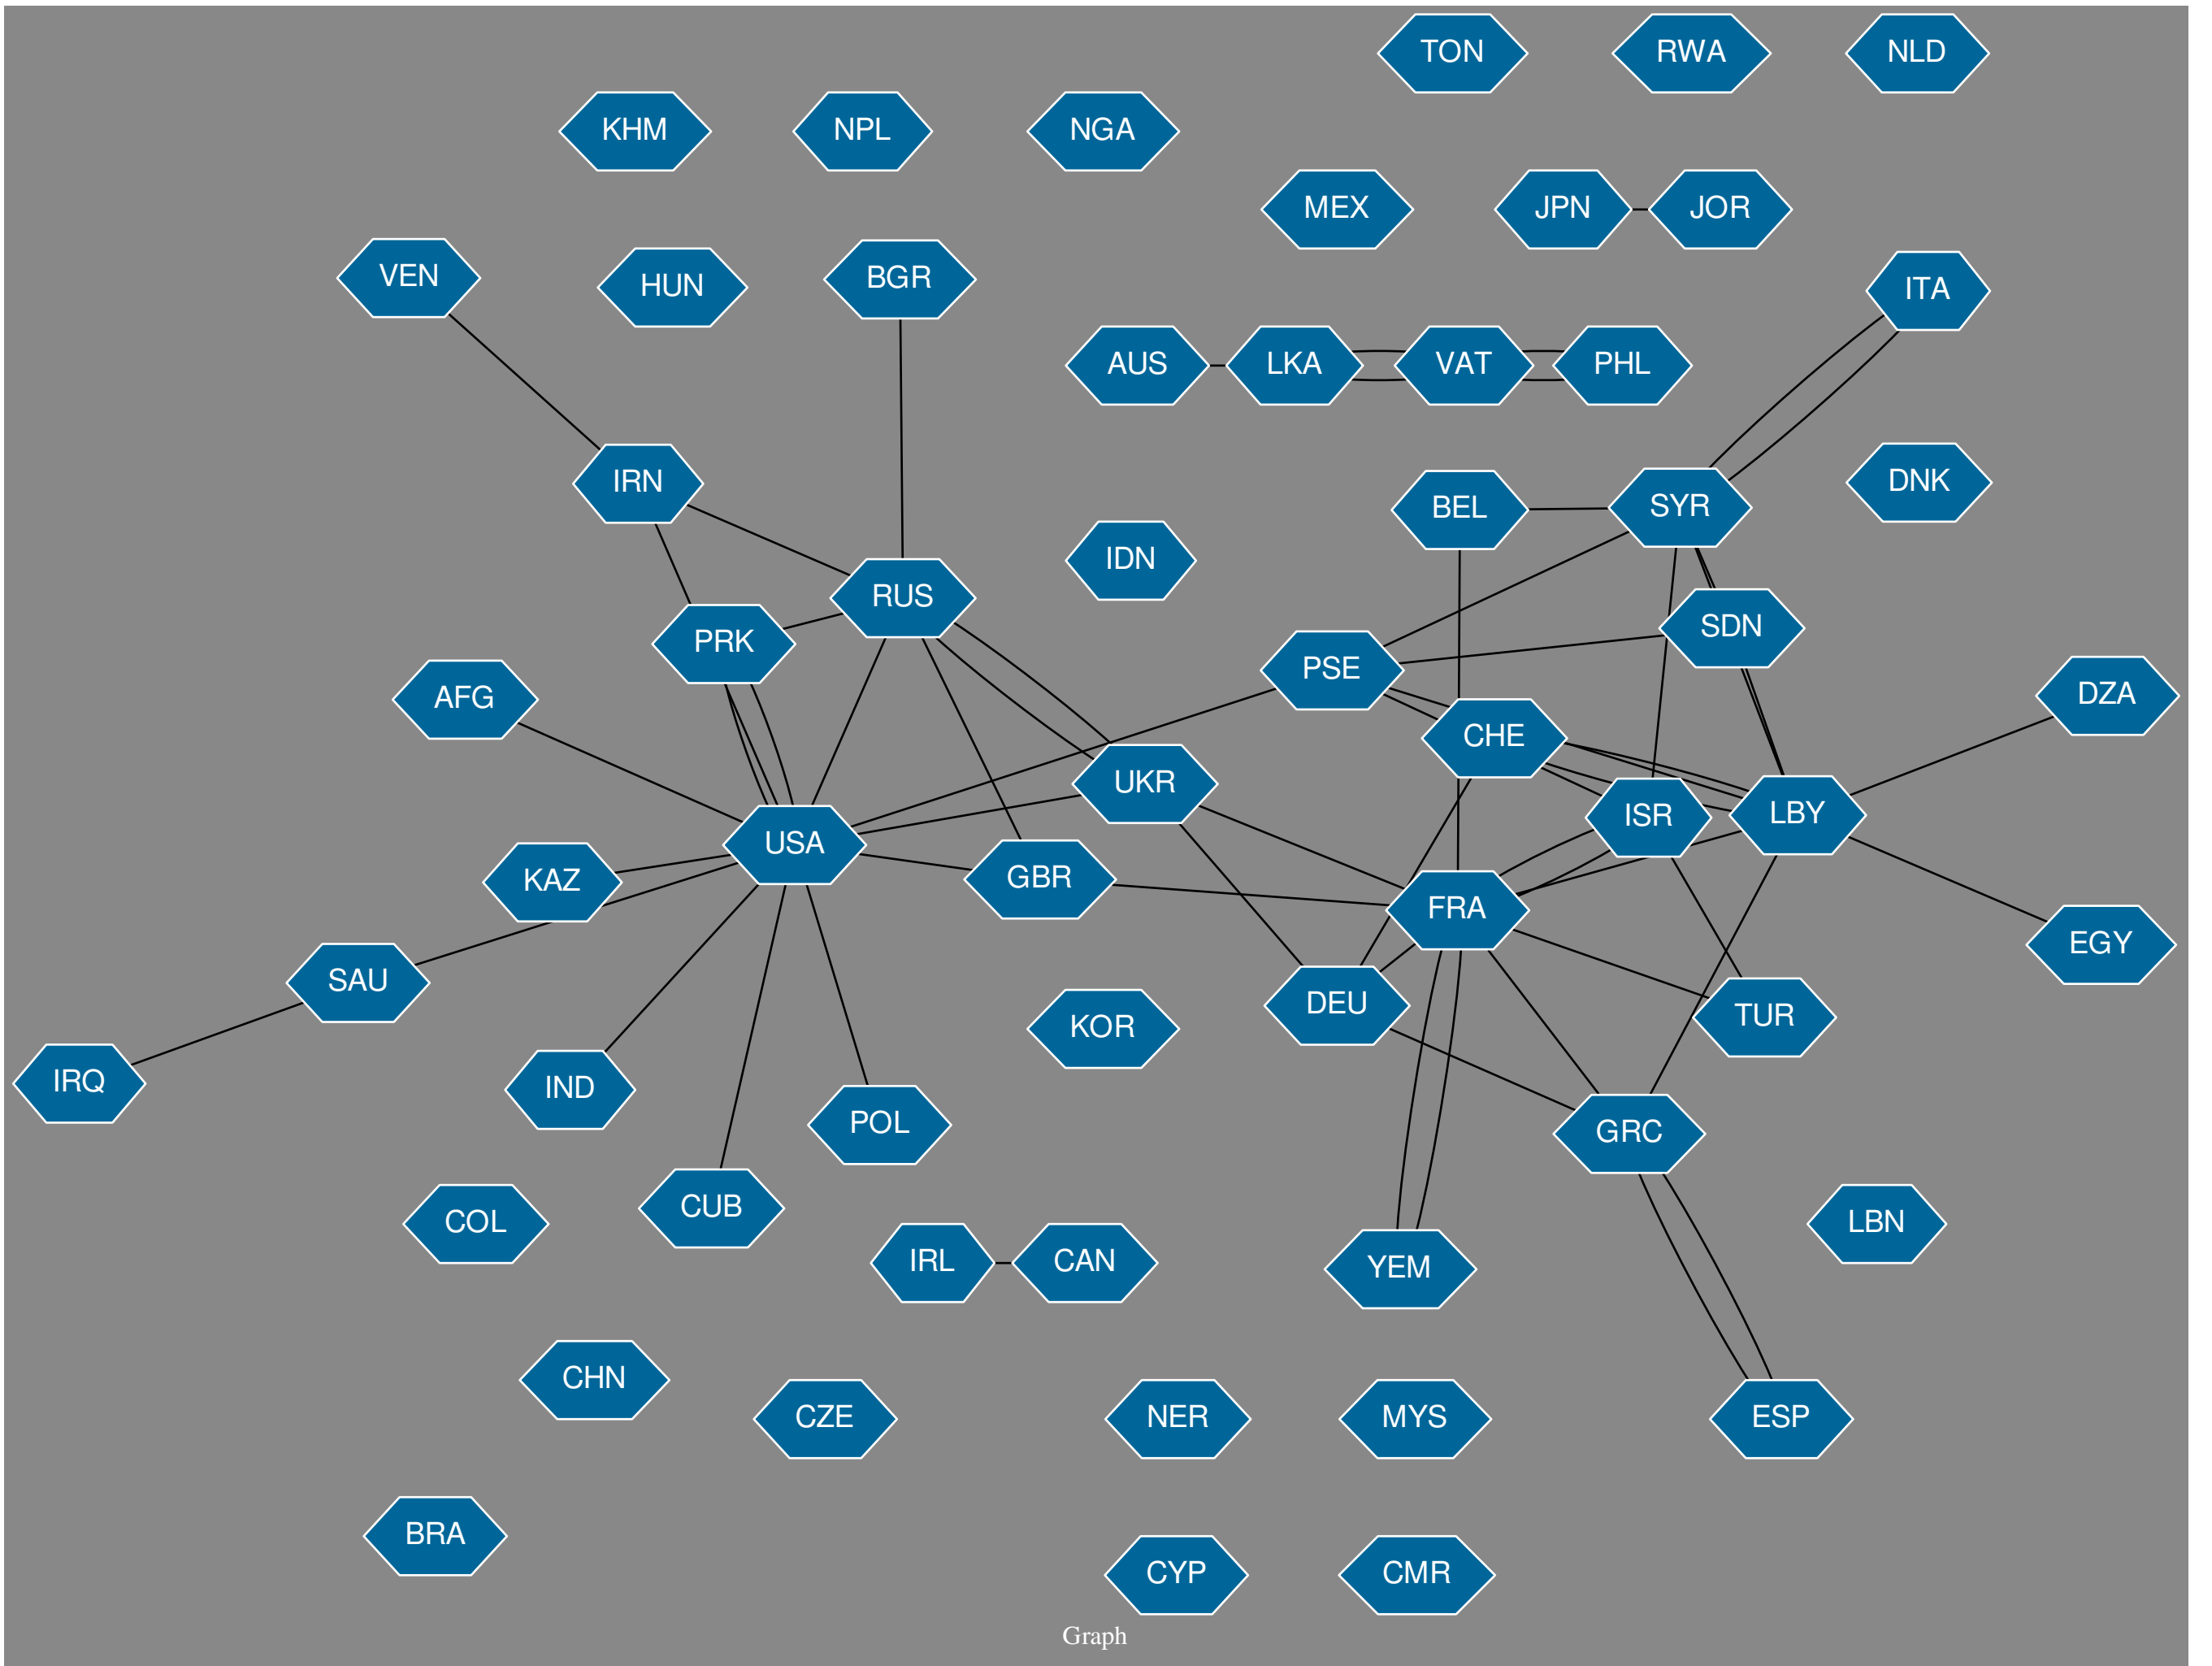 TON
RWA
NLD
KHM
NPL
NGA
MEX
JPN
JOR
VEN
HUN
BGR
ITA
AUS
LKA
VAT
PHL
IRN
BEL
SYR
DNK
IDN
RUS
PRK
SDN
PSE
AFG
DZA
CHE
UKR
USA
ISR
LBY
KAZ
GBR
FRA
SAU
DEU
TUR
EGY
KOR
IRQ
IND
POL
GRC
COL
CUB
IRL
CAN
YEM
LBN
CHN
CZE
NER
MYS
ESP
BRA
CYP
CMR
Graph